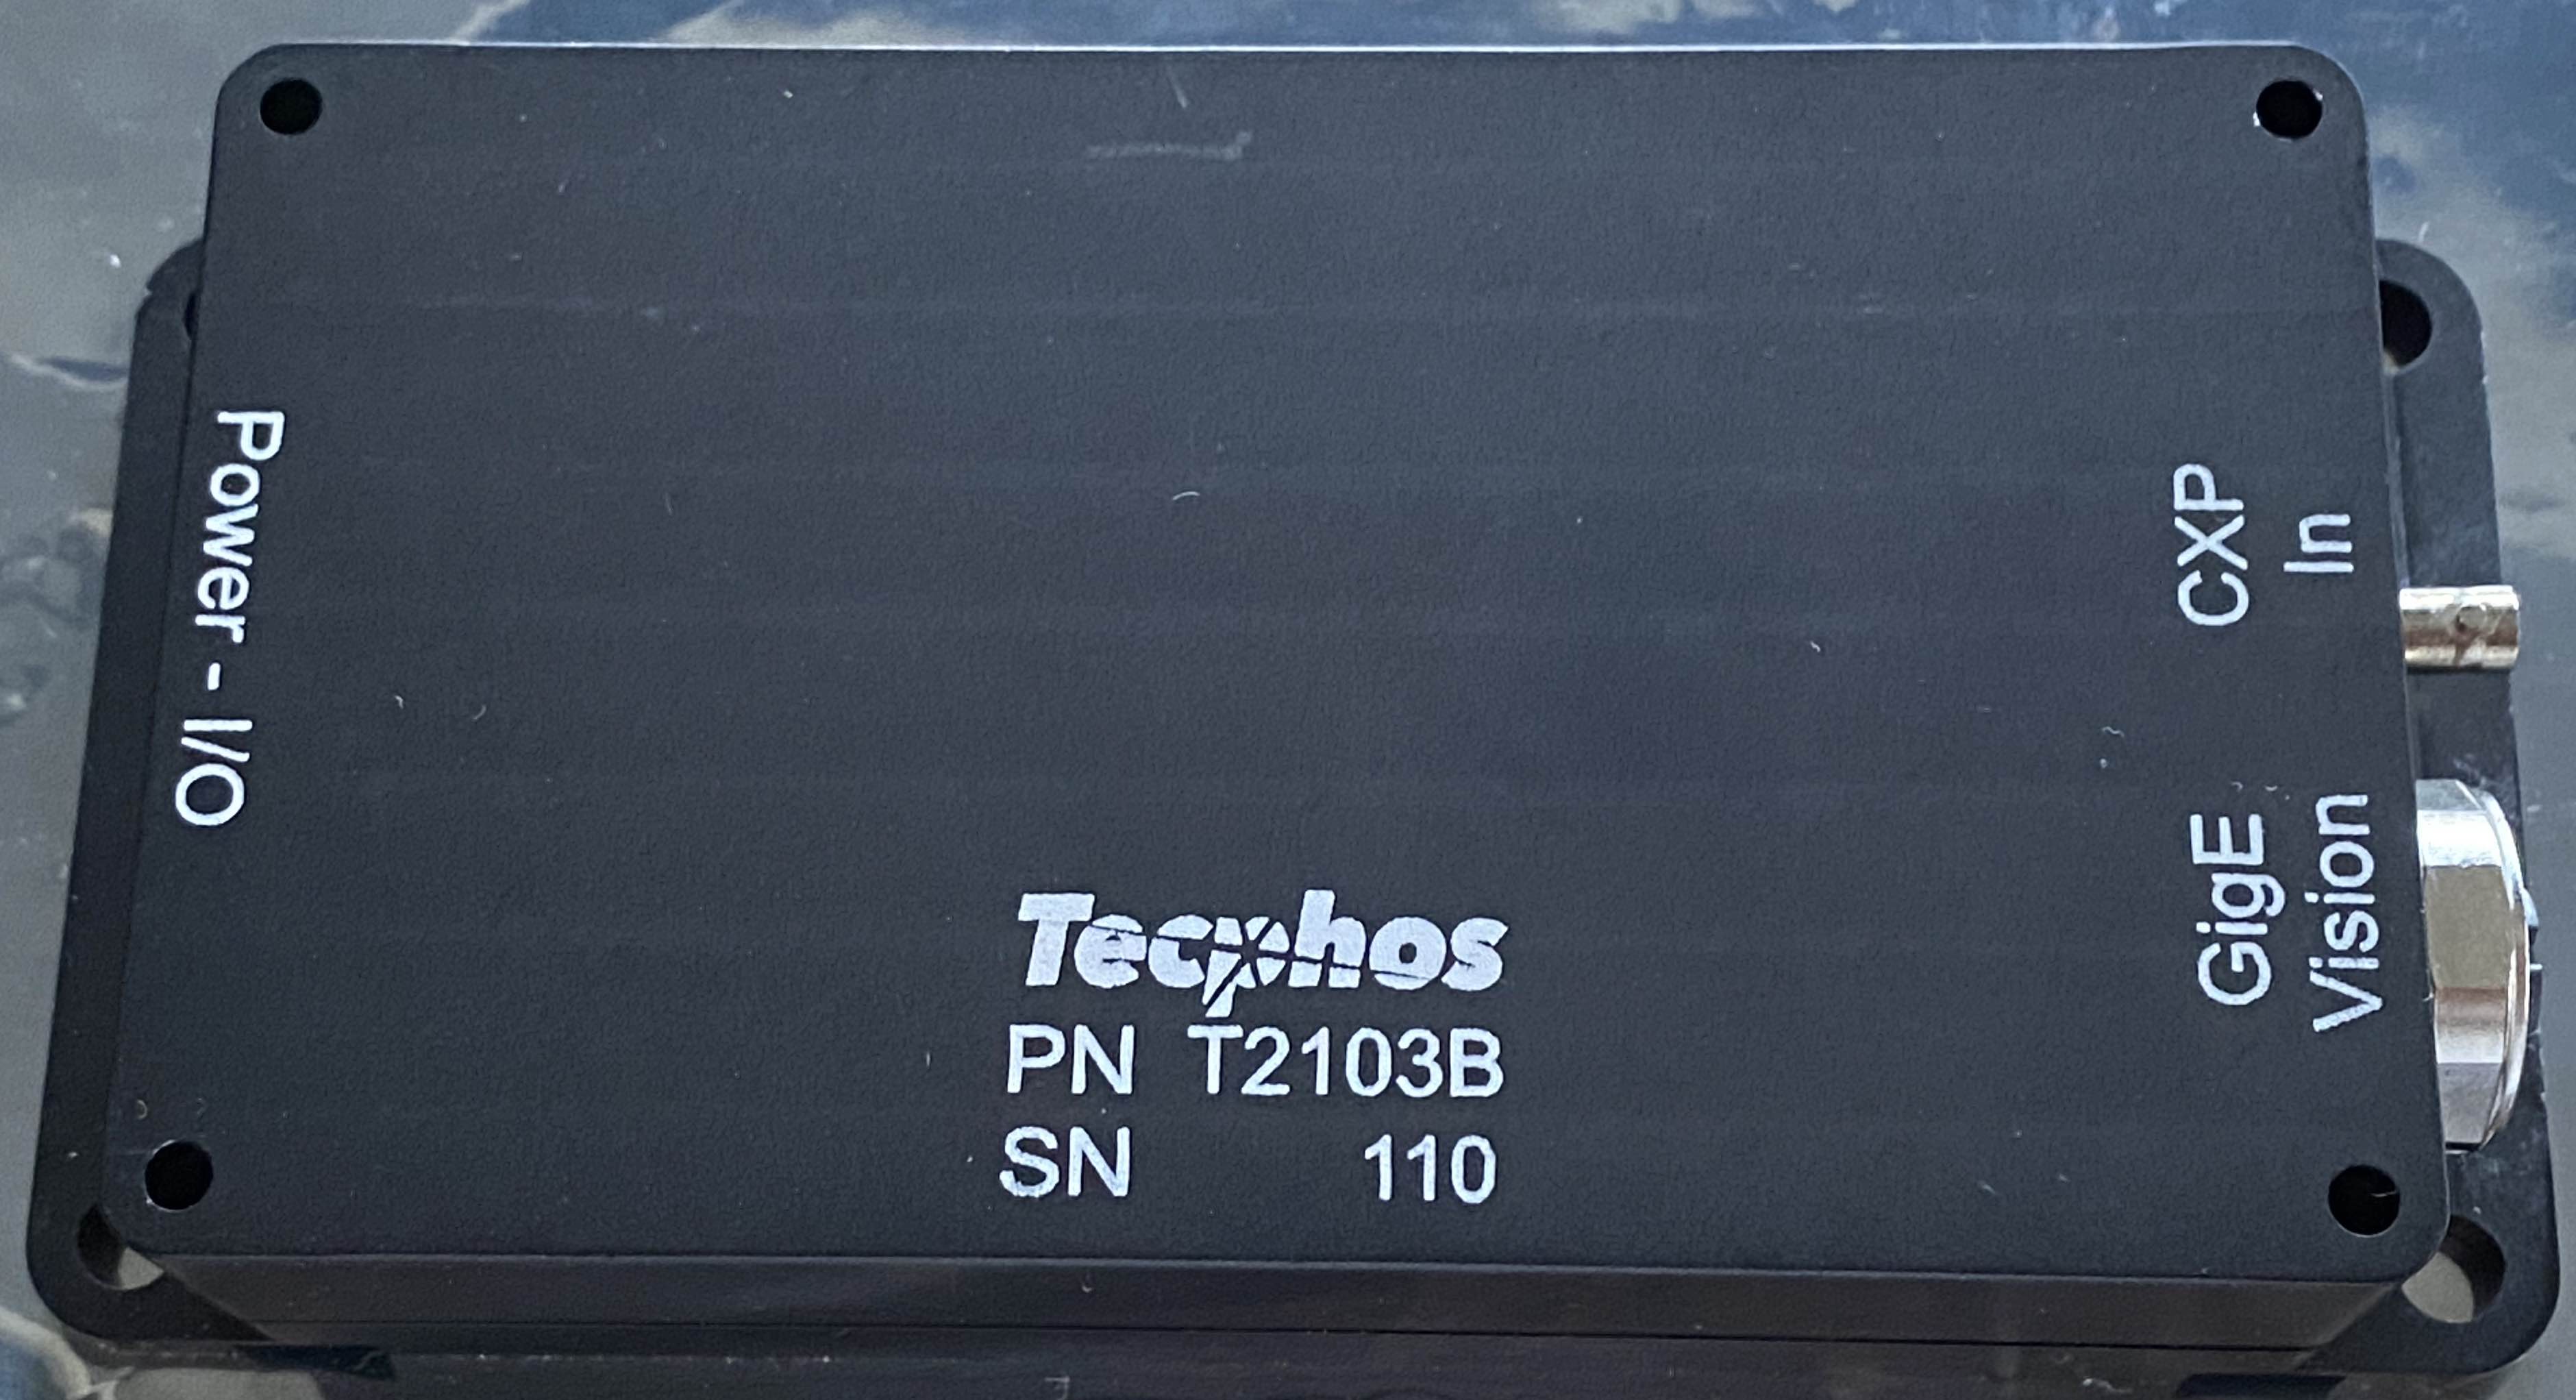 Power - I/O
CXP
In
GigE
Vision
Tecphos
PN T2103B
SN 110